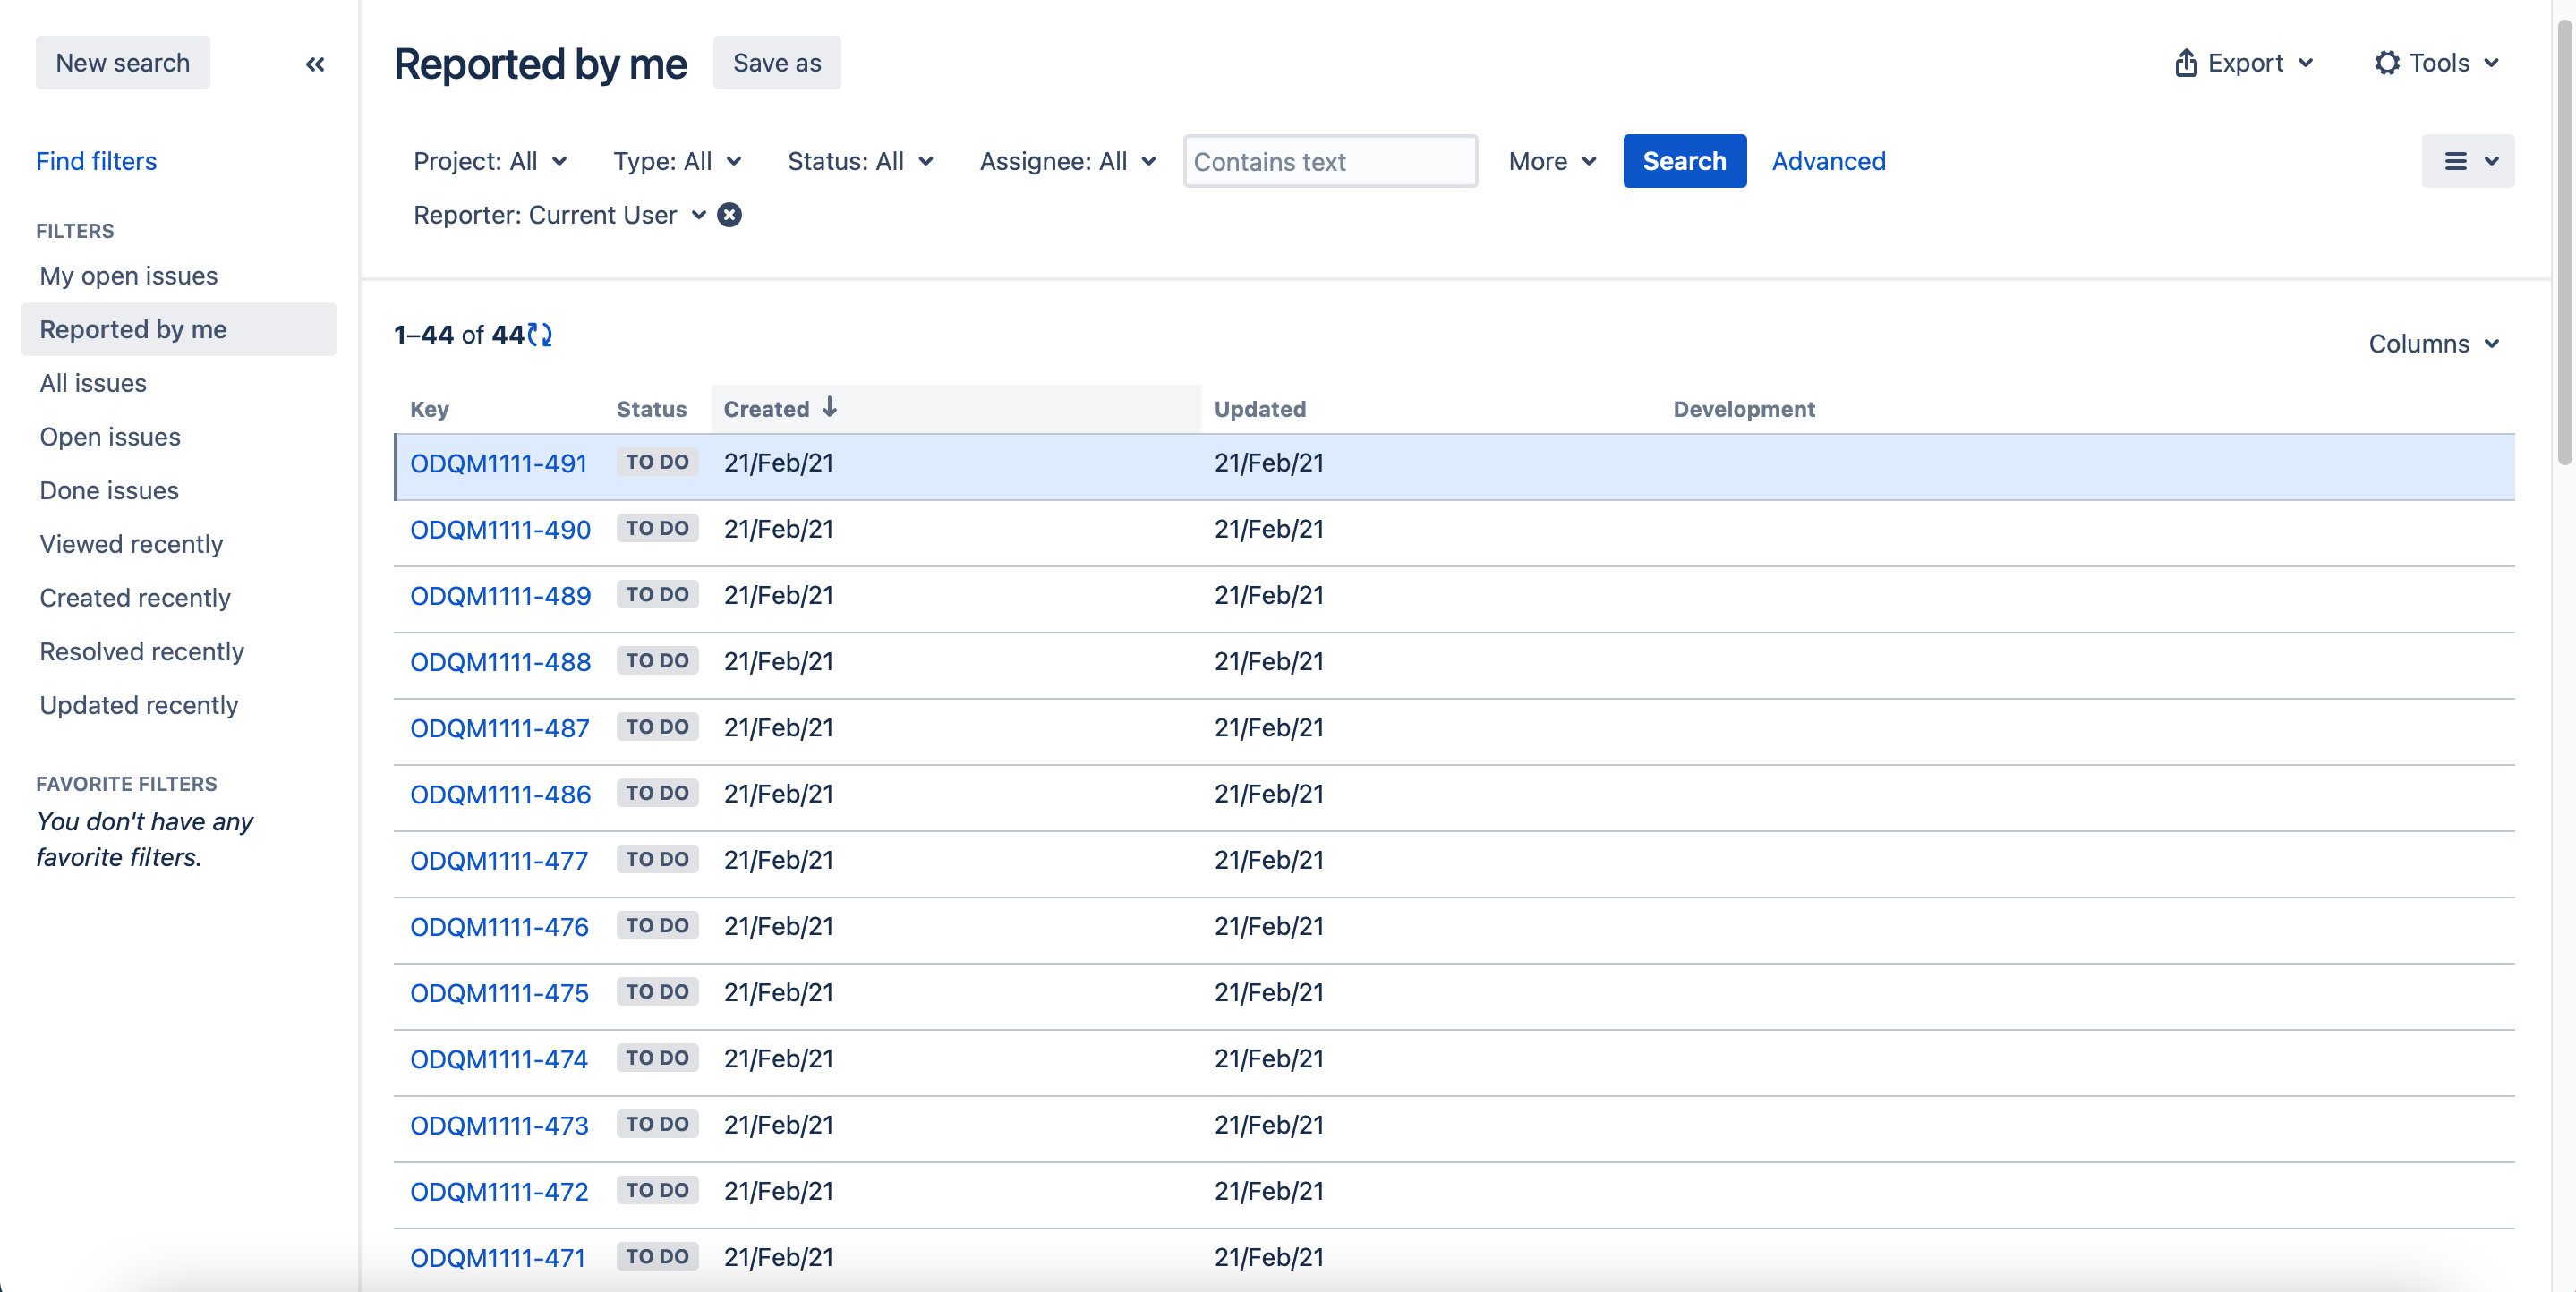 New search
Find filters
FILTERS
My open issues
Reported by me
All issues
Open issues
Done issues
Viewed recently
Created recently
Resolved recently
Updated recently
FAVORITE FILTERS
You don't have any
favorite filters.
Reported by me Save as Export Tools
Project: All Type: All Status: All Assignee: All Contains text More Search Advanced
Reporter: Current User
1–44 of 44
Columns
Key Status Created Updated Development
ODQM1111-491 TO DO 21/Feb/21 21/Feb/21
ODQM1111-490 TO DO 21/Feb/21 21/Feb/21
ODQM1111-489 TO DO 21/Feb/21 21/Feb/21
ODQM1111-488 TO DO 21/Feb/21 21/Feb/21
ODQM1111-487 TO DO 21/Feb/21 21/Feb/21
ODQM1111-486 TO DO 21/Feb/21 21/Feb/21
ODQM1111-477 TO DO 21/Feb/21 21/Feb/21
ODQM1111-476 TO DO 21/Feb/21 21/Feb/21
ODQM1111-475 TO DO 21/Feb/21 21/Feb/21
ODQM1111-474 TO DO 21/Feb/21 21/Feb/21
ODQM1111-473 TO DO 21/Feb/21 21/Feb/21
ODQM1111-472 TO DO 21/Feb/21 21/Feb/21
ODQM1111-471 TO DO 21/Feb/21 21/Feb/21